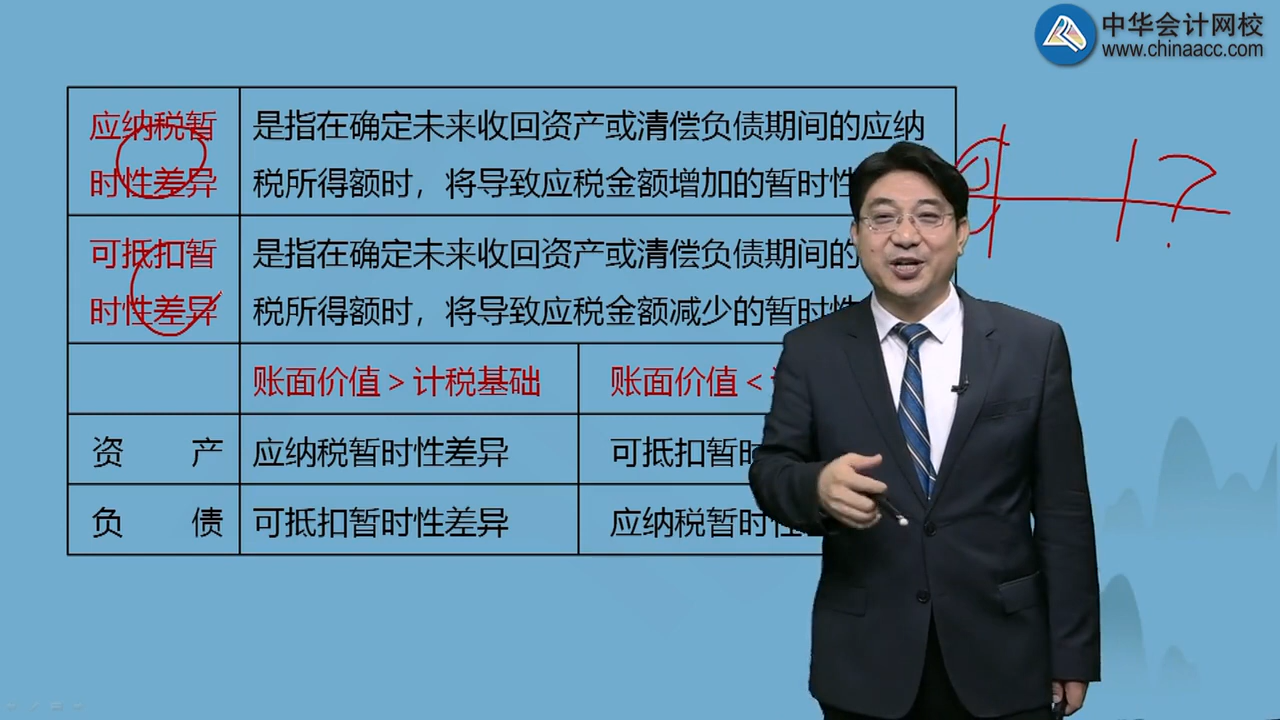 中华会计网校
www.chinaacc.com
应纳税暂
时性差异
是指在确定未来收回资产或清偿负债期间的应纳
税所得额时，将导致应税金额增加的暂时性
可抵扣暂
时性差异
是指在确定未来收回资产或清偿负债期间的
税所得额时，将导致应税金额减少的暂时性
账面价值＞计税基础
账面价值＜
资 产
应纳税暂时性差异
可抵扣暂时
负 债
可抵扣暂时性差异
应纳税暂时性
?